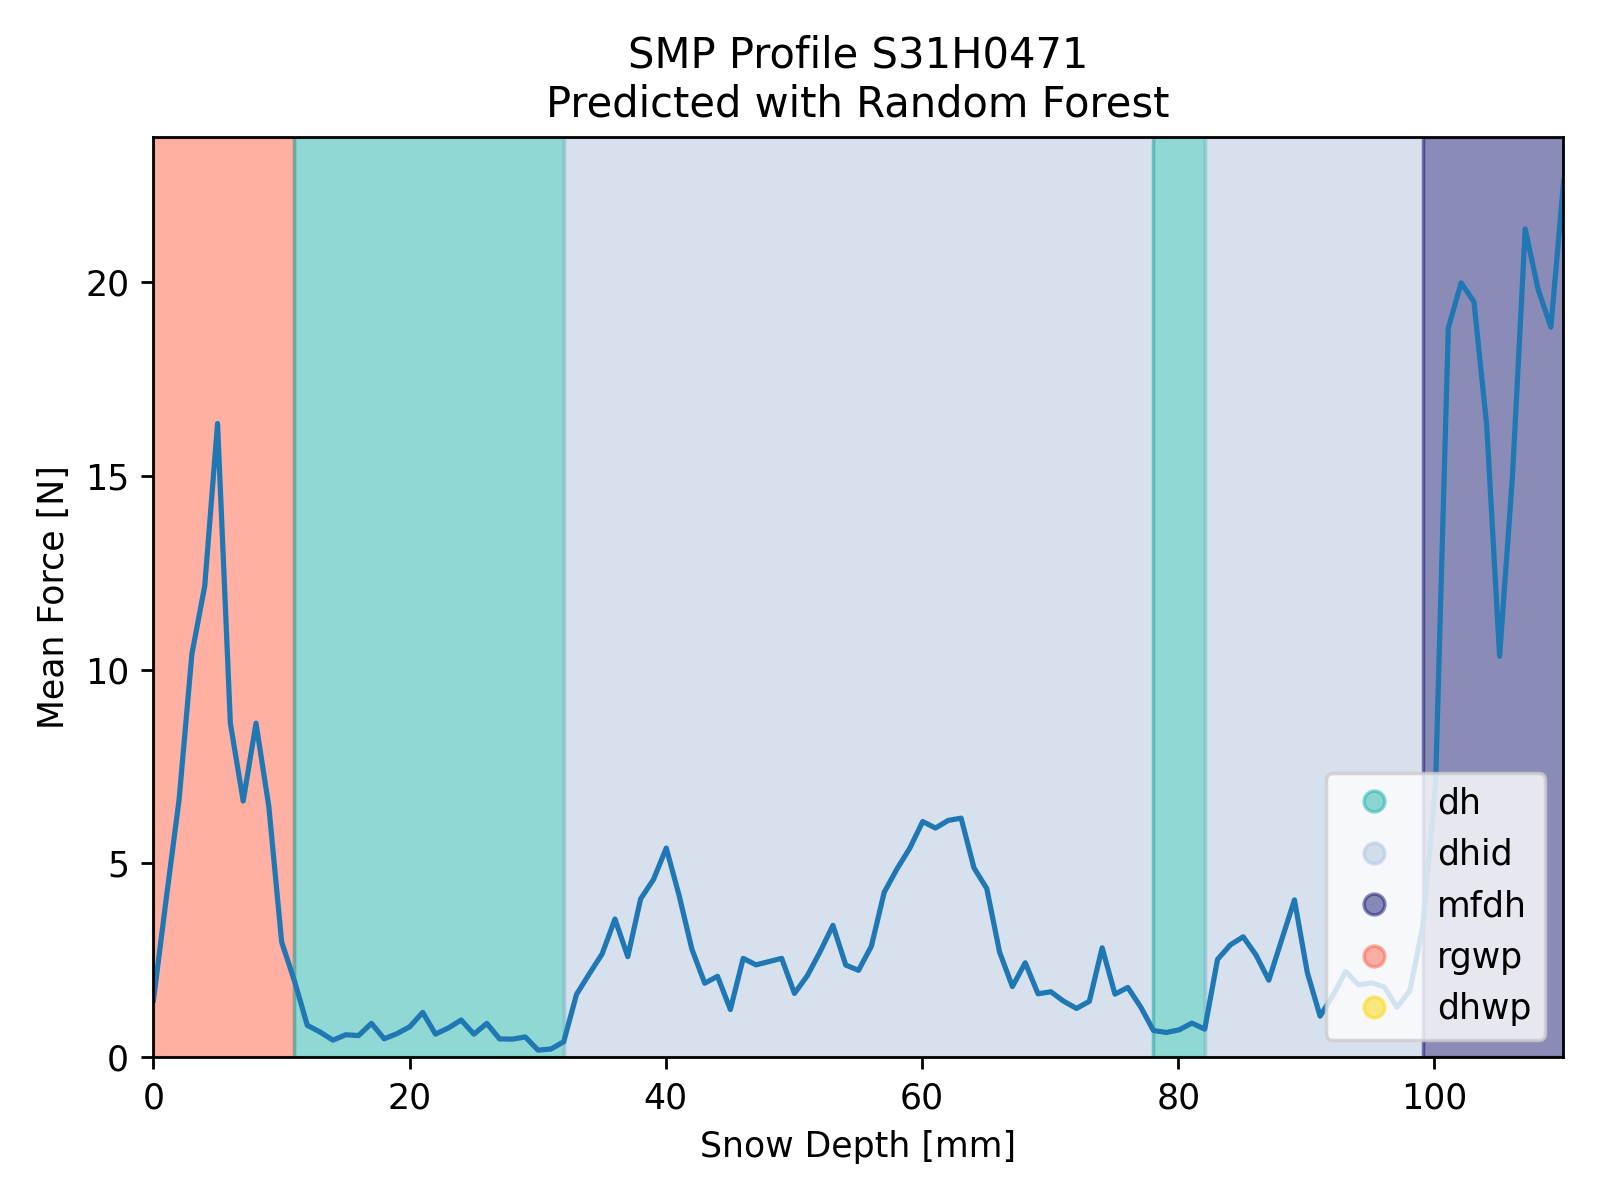 SMP Profile S31H0471
Predicted with Random Forest
Mean Force [N]
20
15
10
5
0
0 20 40 60 80 100
Snow Depth [mm]
dh
dhid
mfdh
rgwp
dhwp